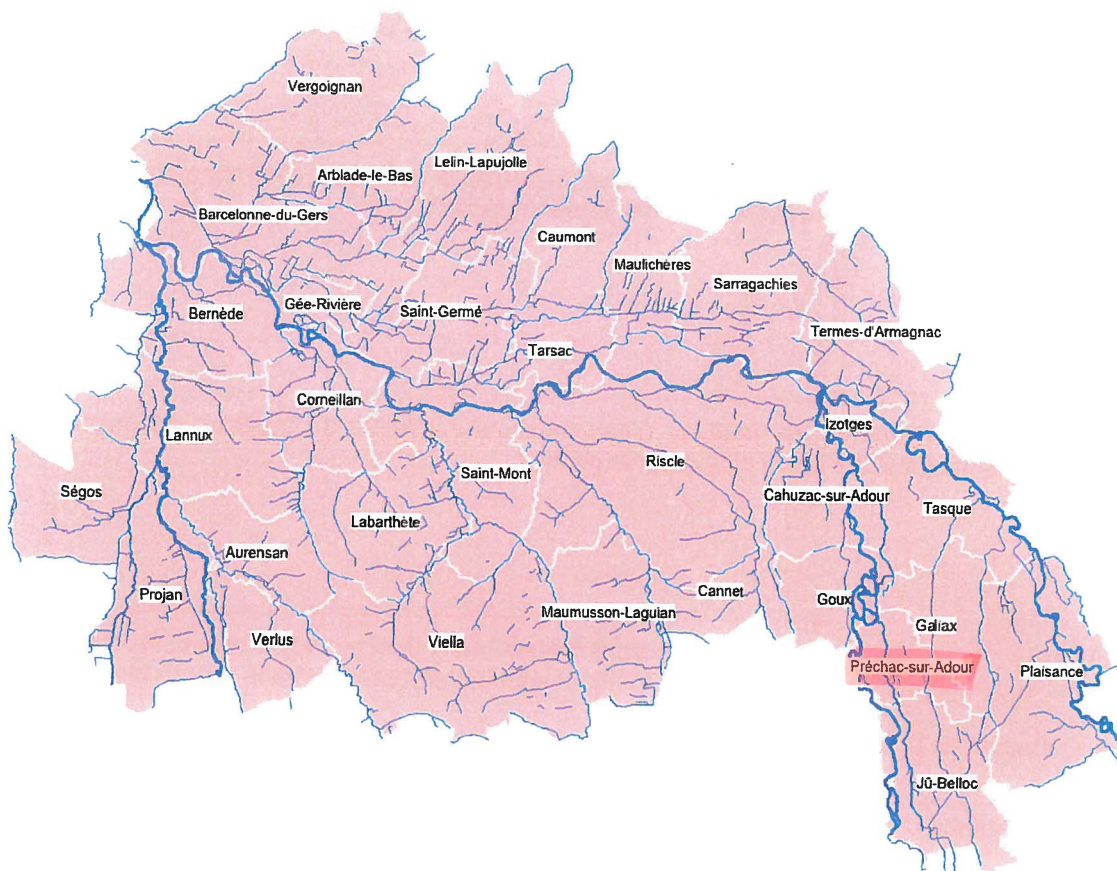 Vergoignan
Lelin-Lapujolle
Arblade-le-Bas
Barcelonne-du-Gers
Caumont
Maulichères
Sarragachies
Gée-Rivière
Bernède
Saint-Germé
Termes-d'Armagnac
Tarsac
Corneillan
Izotges
Lannux
Riscle
Saint-Mont
Ségos
Cahuzac-sur-Adour
Tasque
Labarthète
Aurensan
Projan
Cannet
Goux
Maumusson-Laguian
Galiax
Verlus
Viella
Préchac-sur-Adour
Plaisance
Jû-Belloc